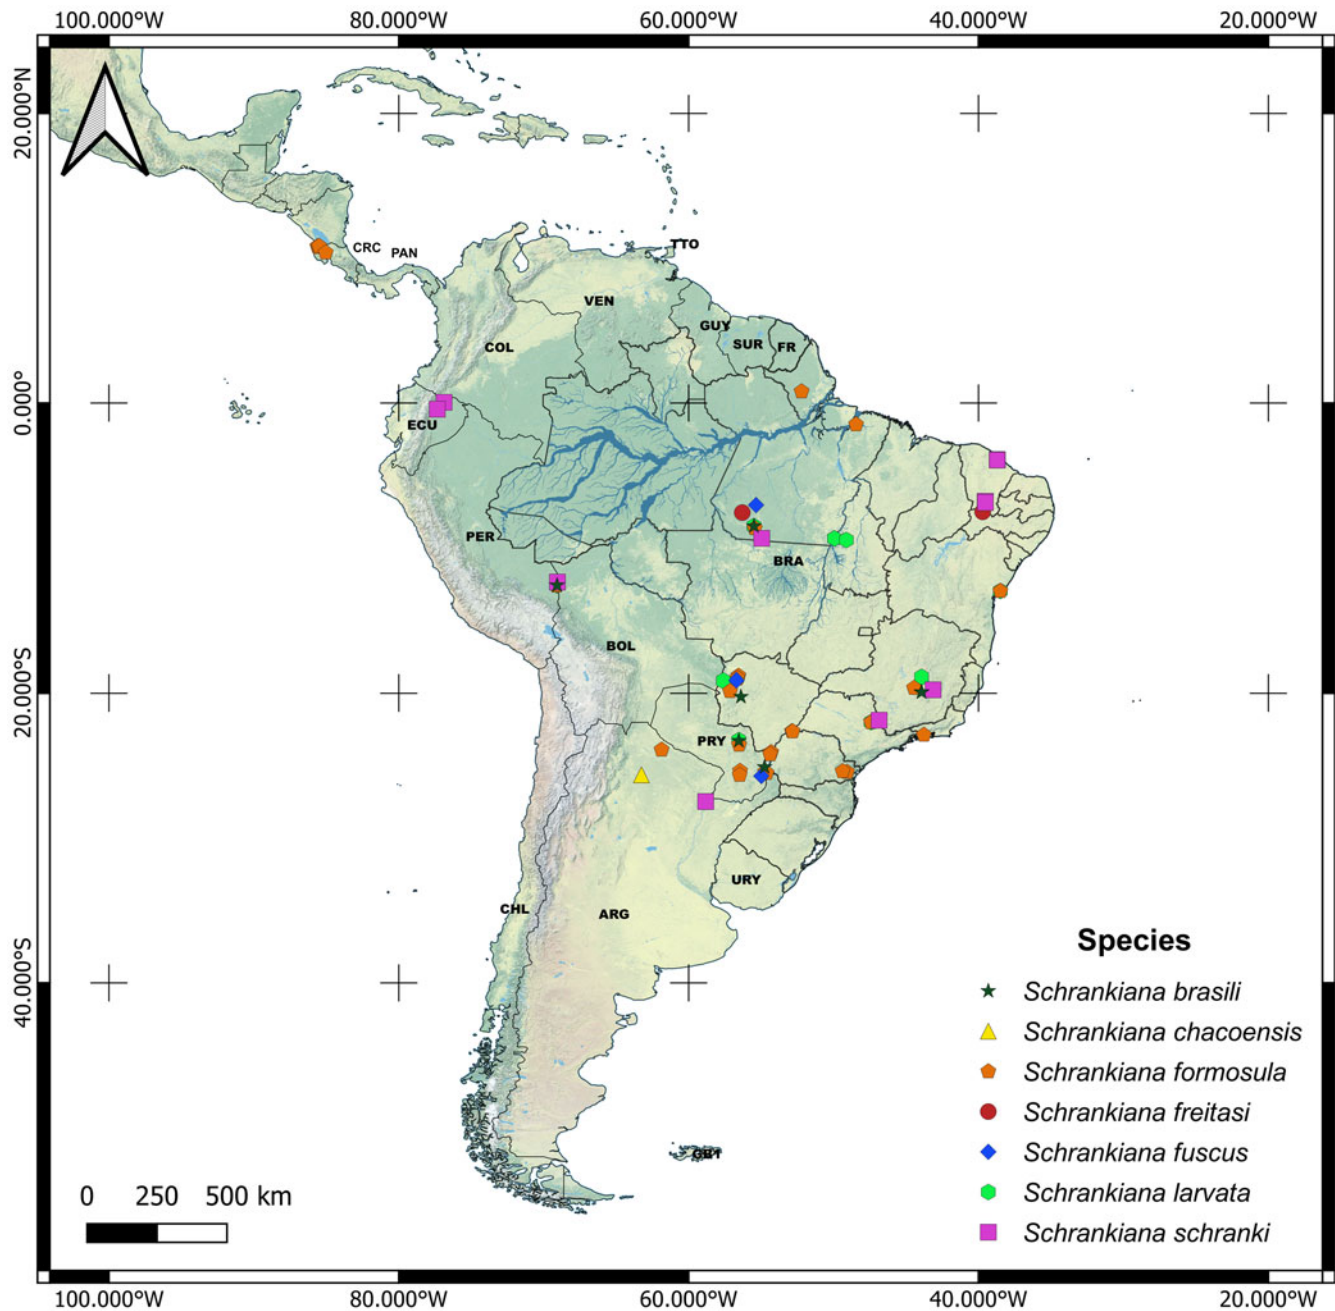 100.000°W 80.000°W 60.000°W 40.000°W 20.000°W
20.000°N
CRC
PAN
TTO
VEN
GUY
SUR
FR
COL
0.000°
ECU
PER
BRA
BOL
20.000°S
PRY
URY
CHL
ARG
40.000°S
GBT
Species
Schrankiana brasili
Schrankiana chacoensis
Schrankiana formosula
Schrankiana freitasi
Schrankiana fuscus
Schrankiana larvata
Schrankiana schranki
0 250 500 km
100.000°W 80.000°W 60.000°W 40.000°W 20.000°W